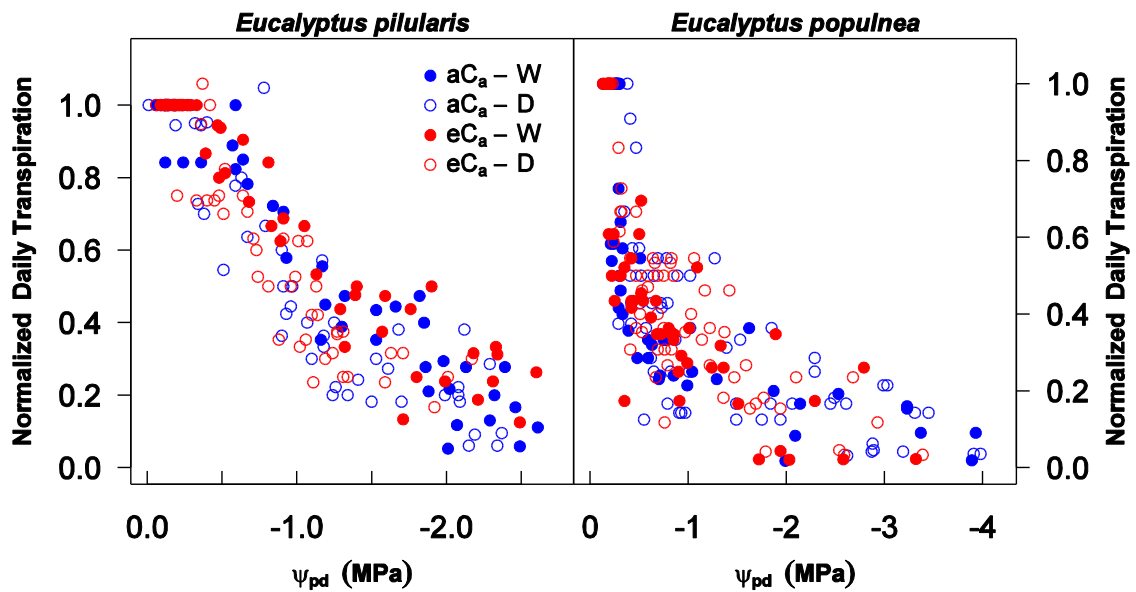 Eucalyptus pilularis Eucalyptus populnea
aCa – W
aCa – D
eCa – W
eCa – D
Normalized Daily Transpiration
1.0
0.8
0.6
0.4
0.2
0.0
0.0 -1.0 -2.0
Ψpd (MPa)
0 -1 -2 -3 -4
Ψpd (MPa)
1.0
0.8
0.6
0.4
0.2
0.0
Normalized Daily Transpiration